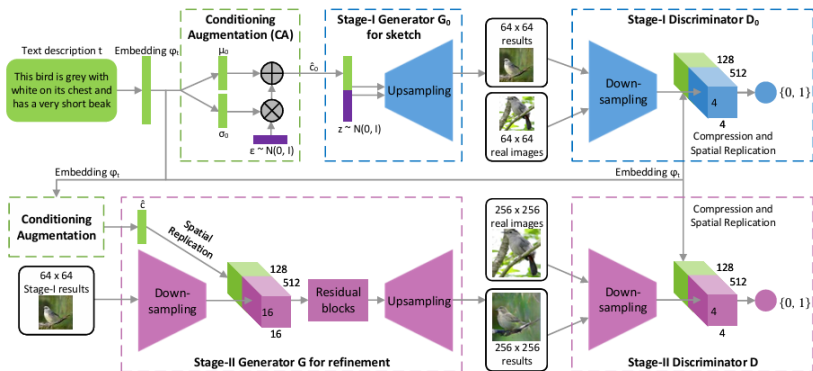 Conditioning
Augmentation (CA)
Stage-I Generator G₀
for sketch
Stage-I Discriminator D₀
Text description t
Embedding φₜ
This bird is grey with
white on its chest and
has a very short beak
μ₀
σ₀
ε ~ N(0, I)
ĉ₀
z ~ N(0, I)
Upsampling
64 x 64
results
64 x 64
real images
Down-
sampling
128
512
4
4
{0, 1}
Compression and
Spatial Replication
Embedding φₜ
Embedding φₜ
Conditioning
Augmentation
ĉ
Spatial
Replication
64 x 64
Stage-I results
Down-
sampling
128
512
16
16
Residual
blocks
Upsampling
Stage-II Generator G for refinement
256 x 256
real images
256 x 256
results
Compression and
Spatial Replication
Down-
sampling
128
512
4
4
{0, 1}
Stage-II Discriminator D